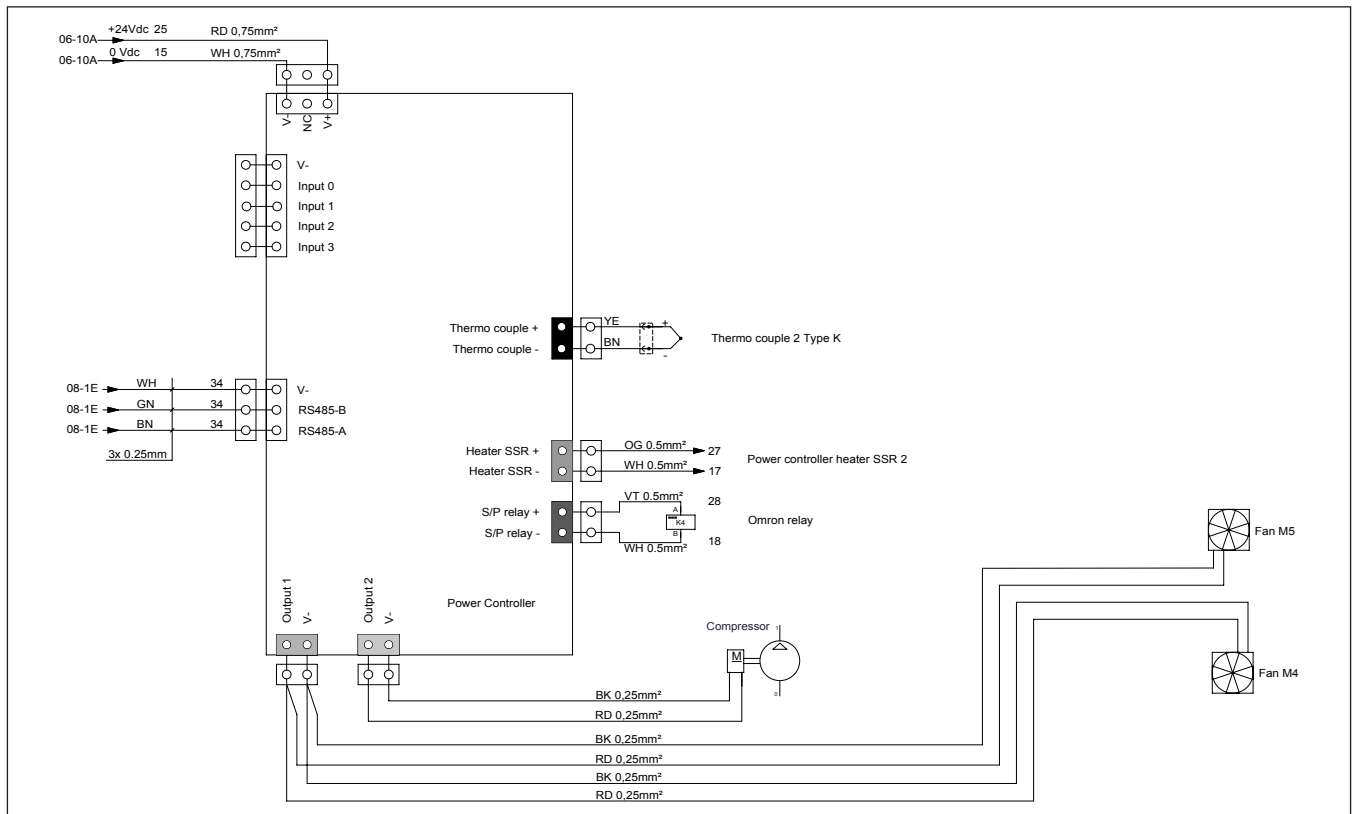 +24Vdc 25 RD 0,75mm²
06-10A
0 Vdc 15 WH 0,75mm²
06-10A
V-
NC
V+
V-
Input 0
Input 1
Input 2
Input 3
Thermo couple + YE +
Thermo couple 2 Type K
Thermo couple - BN -
08-1E WH 34 V-
08-1E GN 34 RS485-B
08-1E BN 34 RS485-A
3x 0.25mm
Heater SSR + OG 0.5mm² 27
Power controller heater SSR 2
Heater SSR - WH 0.5mm² 17
VT 0.5mm² 28
S/P relay + A
K4 Omron relay
S/P relay - B
WH 0.5mm² 18
Fan M5
Output 1
V-
Output 2
V-
Power Controller
Compressor 1
M
0
Fan M4
BK 0,25mm²
RD 0,25mm²
BK 0,25mm²
RD 0,25mm²
BK 0,25mm²
RD 0,25mm²